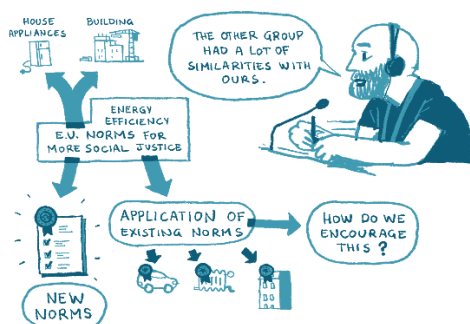 HOUSE
APPLIANCES
BUILDING
THE OTHER GROUP
HAD A LOT OF
SIMILARITIES WITH
OURS.
ENERGY
EFFICIENCY
E.U. NORMS FOR
MORE SOCIAL JUSTICE
APPLICATION OF
EXISTING NORMS
HOW DO WE
ENCOURAGE
THIS?
NEW
NORMS